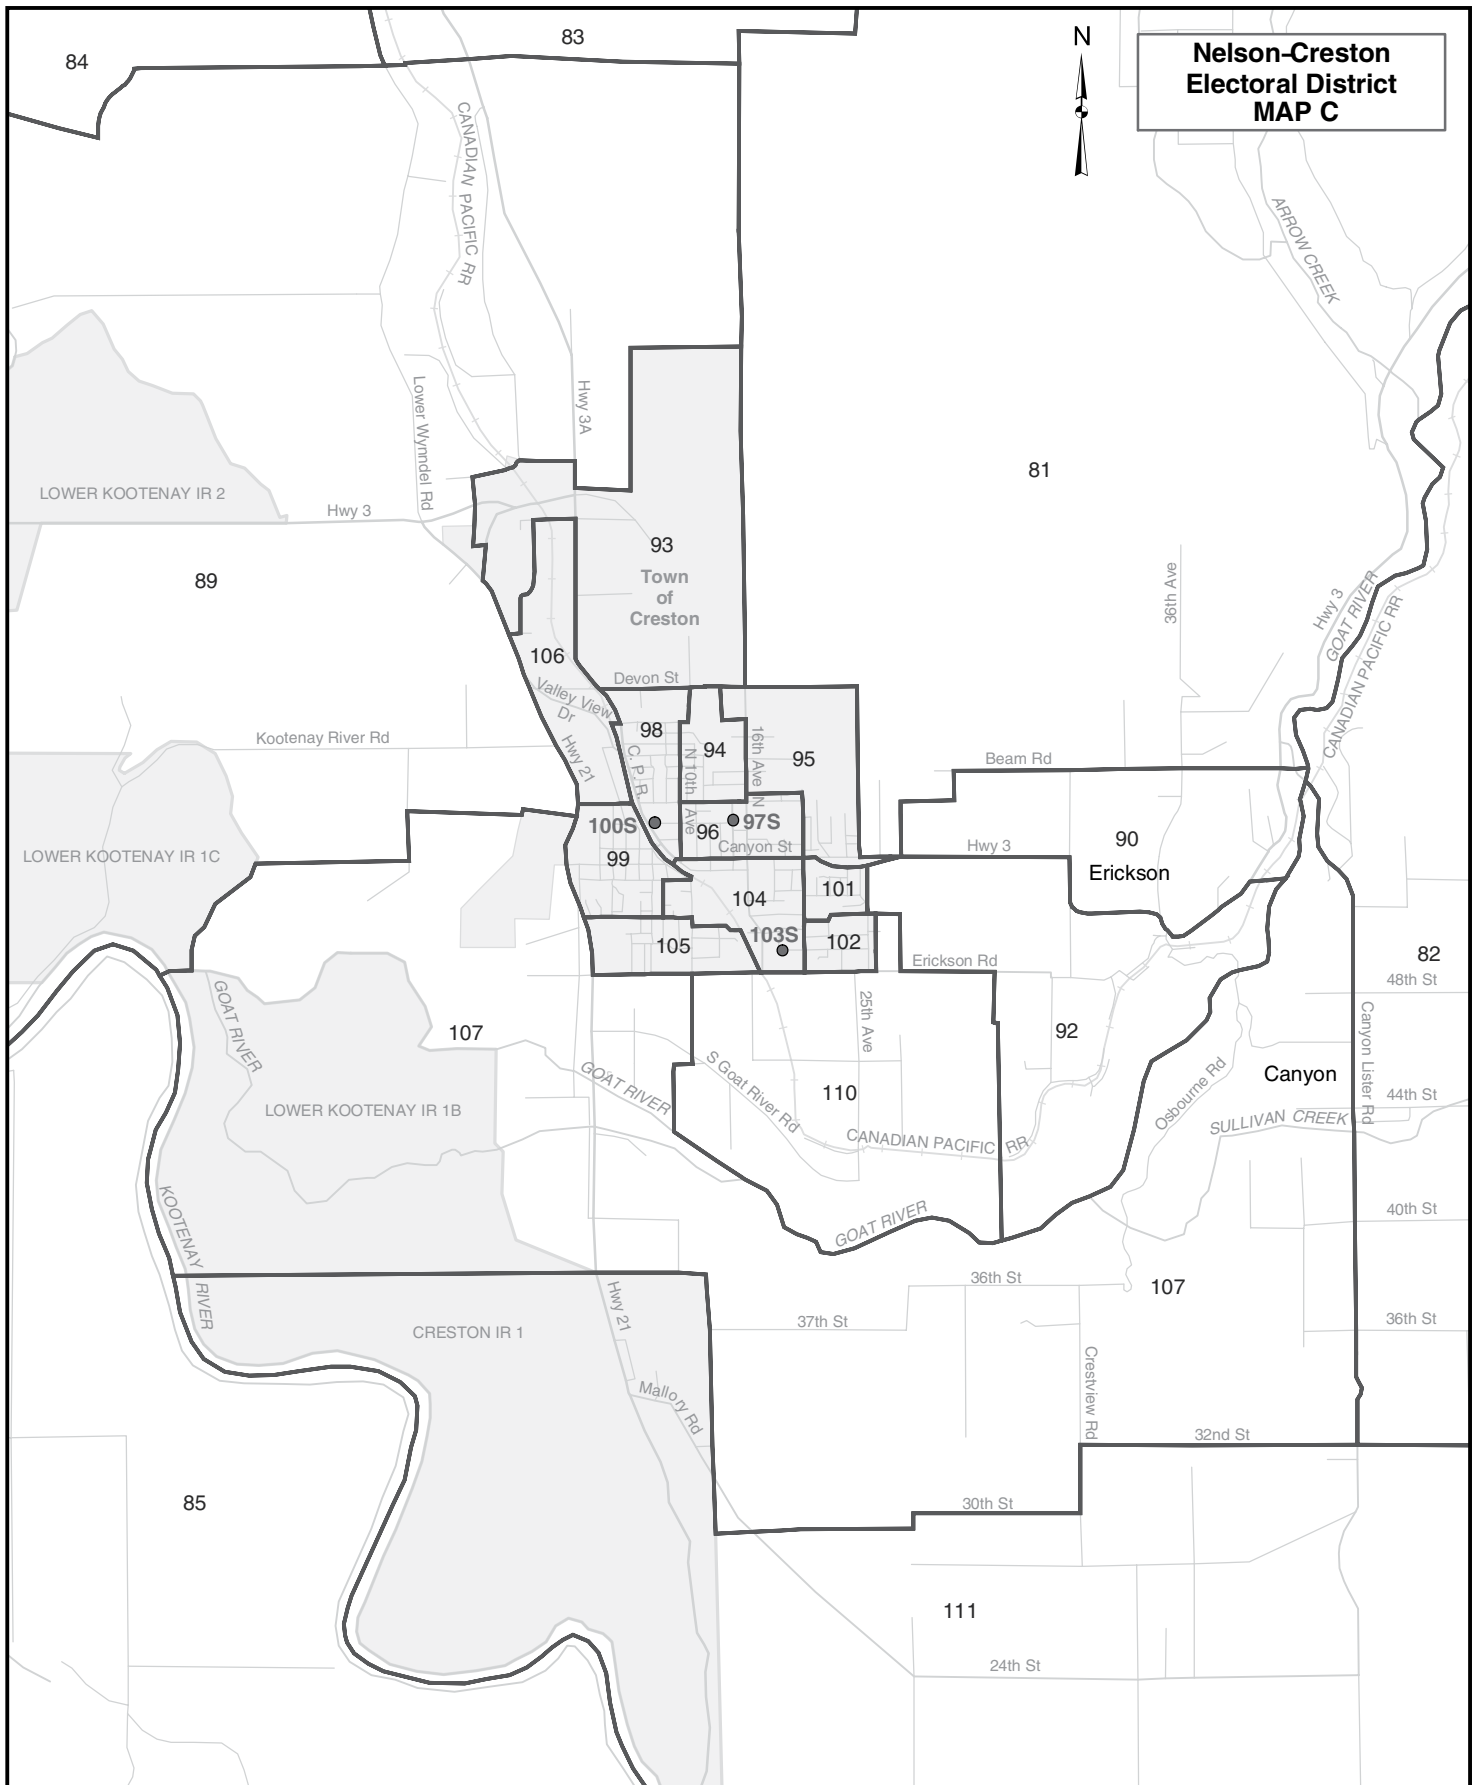 83
84
N
Nelson-Creston
Electoral District
MAP C
CANADIAN PACIFIC RR
ARROW CREEK
Lower Wynndel Rd
Hwy 3A
81
LOWER KOOTENAY IR 2
Hwy 3
93
Town
of
Creston
89
36th Ave
Hwy 3
GOAT RIVER
CANADIAN PACIFIC RR
106
Devon St
Valley View
Dr
98
94
16th Ave N
95
Kootenay River Rd
Hwy 21
C. P. R.
N 10th Ave
Beam Rd
100S
96
97S
Canyon St
Hwy 3
90
Erickson
LOWER KOOTENAY IR 1C
99
104
101
105
103S
102
Erickson Rd
82
48th St
GOAT RIVER
107
25th Ave
92
Canyon Lister Rd
GOAT RIVER
S Goat River Rd
110
Osbourne Rd
Canyon
44th St
LOWER KOOTENAY IR 1B
CANADIAN PACIFIC RR
SULLIVAN CREEK
KOOTENAY RIVER
GOAT RIVER
40th St
36th St
107
Hwy 21
37th St
36th St
CRESTON IR 1
Mallory Rd
Crestview Rd
32nd St
85
30th St
111
24th St